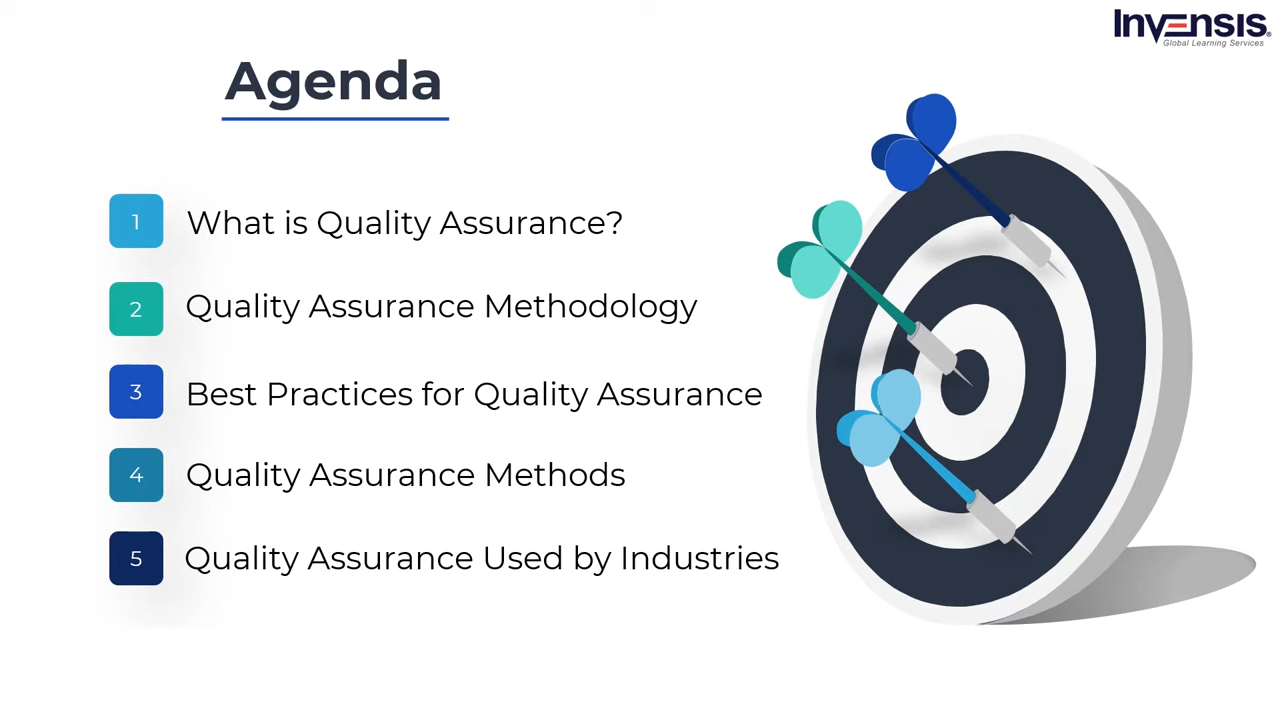 Invensis®
Global Learning Services
Agenda
1 What is Quality Assurance?
2 Quality Assurance Methodology
3 Best Practices for Quality Assurance
4 Quality Assurance Methods
5 Quality Assurance Used by Industries